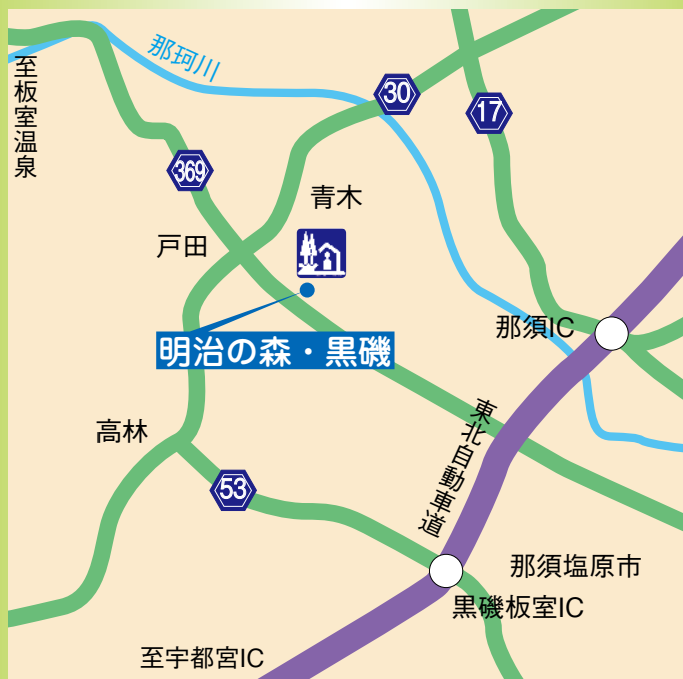 那珂川
至板室温泉
30
17
369
青木
戸田
那須IC
明治の森・黒磯
高林
東北自動車道
53
那須塩原市
黒磯板室IC
至宇都宮IC